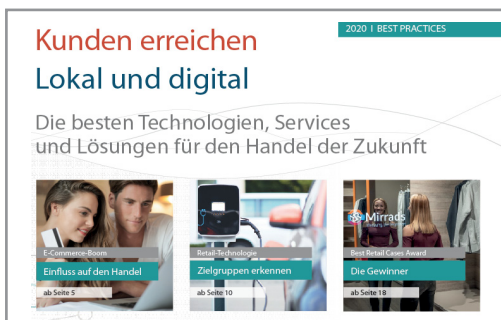 2020 I BEST PRACTICES
Kunden erreichen
Lokal und digital
Die besten Technologien, Services
und Lösungen für den Handel der Zukunft
E-Commerce-Boom
Einfluss auf den Handel
ab Seite 5
Retail-Technologie
Zielgruppen erkennen
ab Seite 10
Mirrads
Best Retail Cases Award
Die Gewinner
ab Seite 18